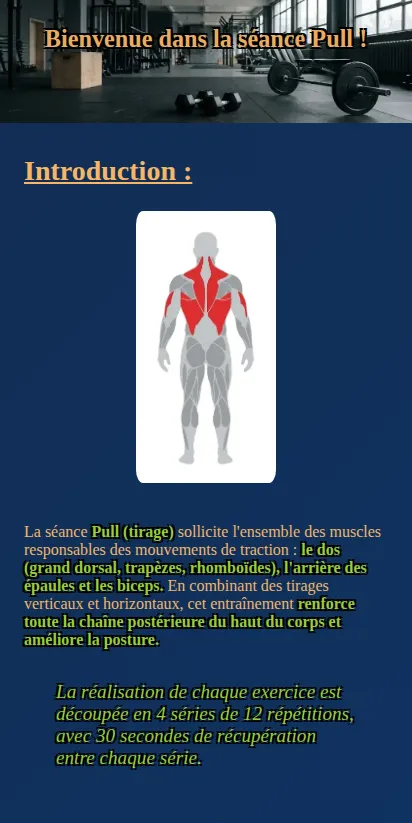 Bienvenue dans la séance Pull !
Introduction :
La séance Pull (tirage) sollicite l'ensemble des muscles
responsables des mouvements de traction : le dos
(grand dorsal, trapèzes, rhomboïdes), l'arrière des
épaules et les biceps. En combinant des tirages
verticaux et horizontaux, cet entraînement renforce
toute la chaîne postérieure du haut du corps et
améliore la posture.
La réalisation de chaque exercice est
découpée en 4 séries de 12 répétitions,
avec 30 secondes de récupération
entre chaque série.